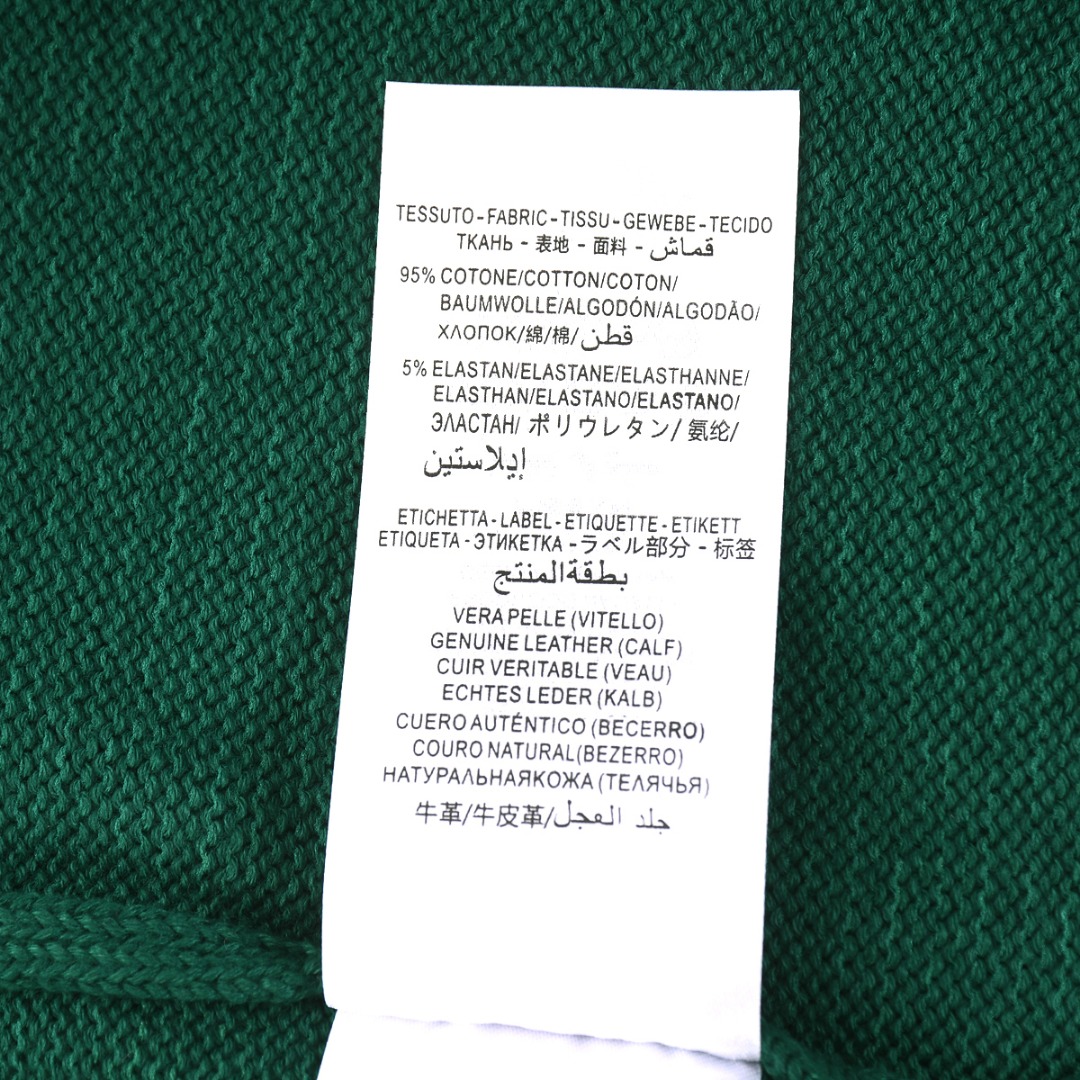 TESSUTO - FABRIC - TISSU - GEWEBE - TECIDO
ТКАНЬ - 表地 - 面料 - قماش
95% COTONE/COTTON/COTON/
BAUMWOLLE/ALGODÓN/ALGODÃO/
ХЛОПОК/綿/棉/قطن
5% ELASTAN/ELASTANE/ELASTHANNE/
ELASTHAN/ELASTANO/ELASTANO/
ЭЛАСТАН/ ポリウレタン/ 氨纶/
إيلاستين
ETICHETTA - LABEL - ETIQUETTE - ETIKETT
ETIQUETA - ЭТИКЕТКА - ラベル部分 - 标签
بطقةالمنتج
VERA PELLE (VITELLO)
GENUINE LEATHER (CALF)
CUIR VERITABLE (VEAU)
ECHTES LEDER (KALB)
CUERO AUTÉNTICO (BECERRO)
COURO NATURAL(BEZERRO)
НАТУРАЛЬНАЯКОЖА (ТЕЛЯЧЬЯ)
牛革/牛皮革/جلد العجل